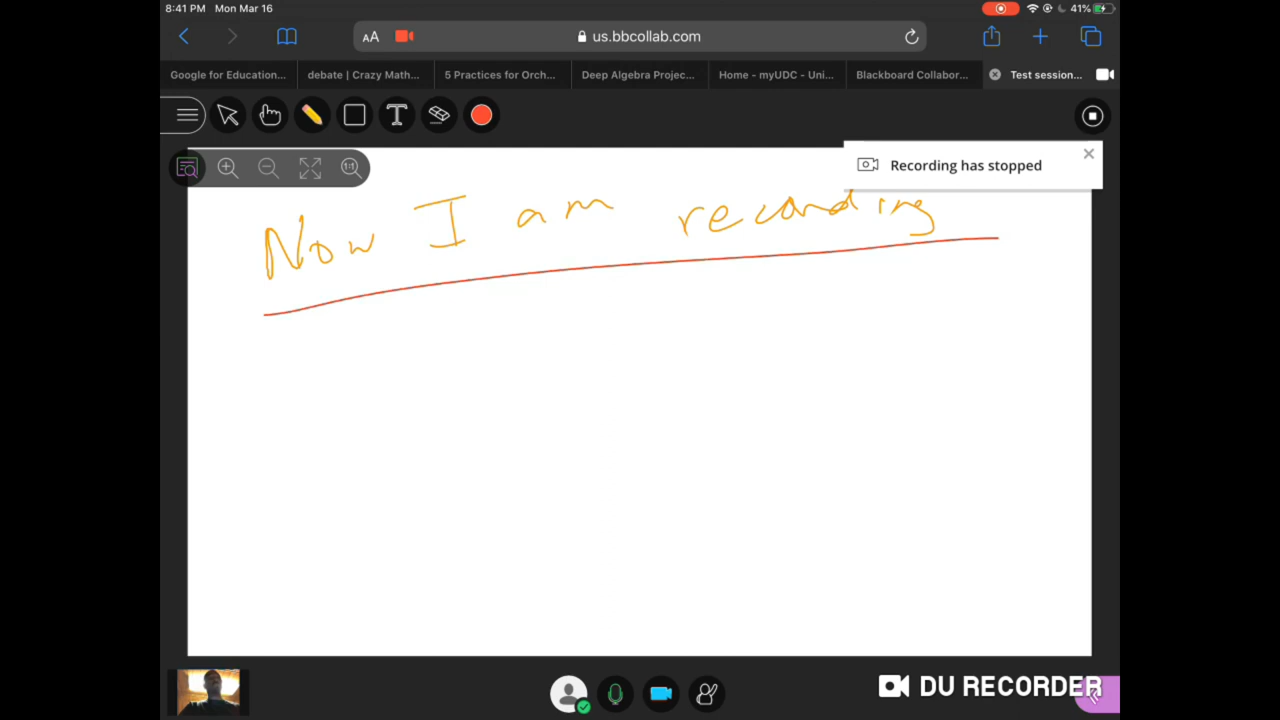 8:41 PM Mon Mar 16
41%
AA
us.bbcollab.com
Google for Education...
debate | Crazy Math...
5 Practices for Orch...
Deep Algebra Projec...
Home - myUDC - Uni...
Blackboard Collabor...
Test session...
1:1
Recording has stopped
Now I am recording
DU RECORDER